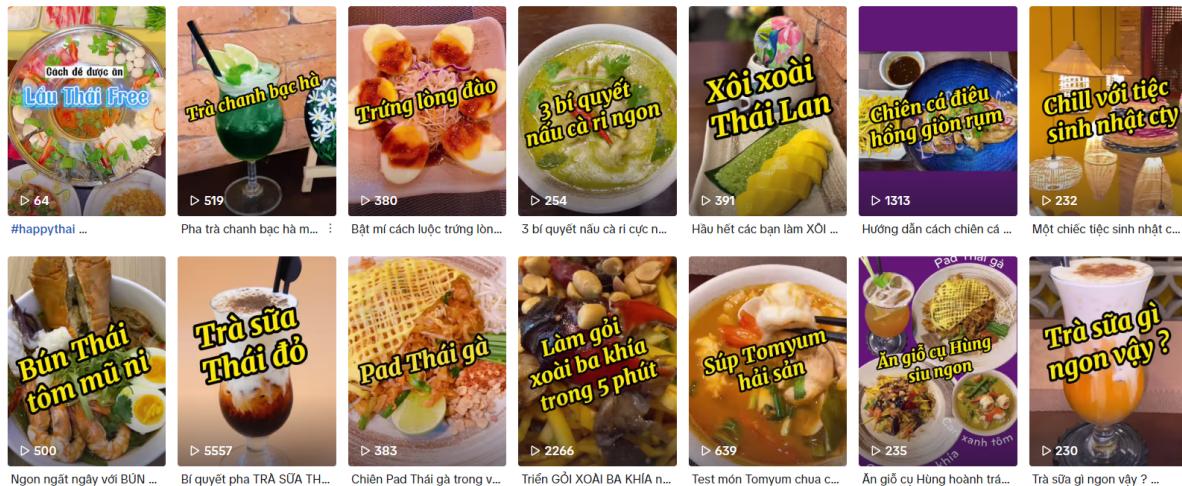 Cách để được ăn
Lẩu Thái Free
64
#happythai ...
Trà chanh bạc hà
519
Pha trà chanh bạc hà m...
Trứng lòng đào
380
Bật mí cách luộc trứng lòn...
3 bí quyết
nấu cà ri ngon
254
3 bí quyết nấu cà ri cực n...
Xôi xoài
Thái Lan
391
Hầu hết các bạn làm XÔI ...
Chiên cá điêu
hồng giòn rụm
1313
Hướng dẫn cách chiên cá ...
Chill với tiệc
sinh nhật cty
232
Một chiếc tiệc sinh nhật c...
Bún Thái
tôm mũ ni
500
Ngon ngất ngây với BÚN ...
Trà sữa
Thái đỏ
5557
Bí quyết pha TRÀ SỮA TH...
Pad Thái gà
383
Chiên Pad Thái gà trong v...
Làm gỏi
xoài ba khía
trong 5 phút
2266
Triển GỎI XOÀI BA KHÍA n...
Súp Tomyum
hải sản
639
Test món Tomyum chua c...
Pad Thái gà
Ăn giỗ cụ Hùng
siu ngon
xanh tôm
khía
235
Ăn giỗ cụ Hùng hoành trá...
Trà sữa gì
ngon vậy ?
230
Trà sữa gì ngon vậy ? ...